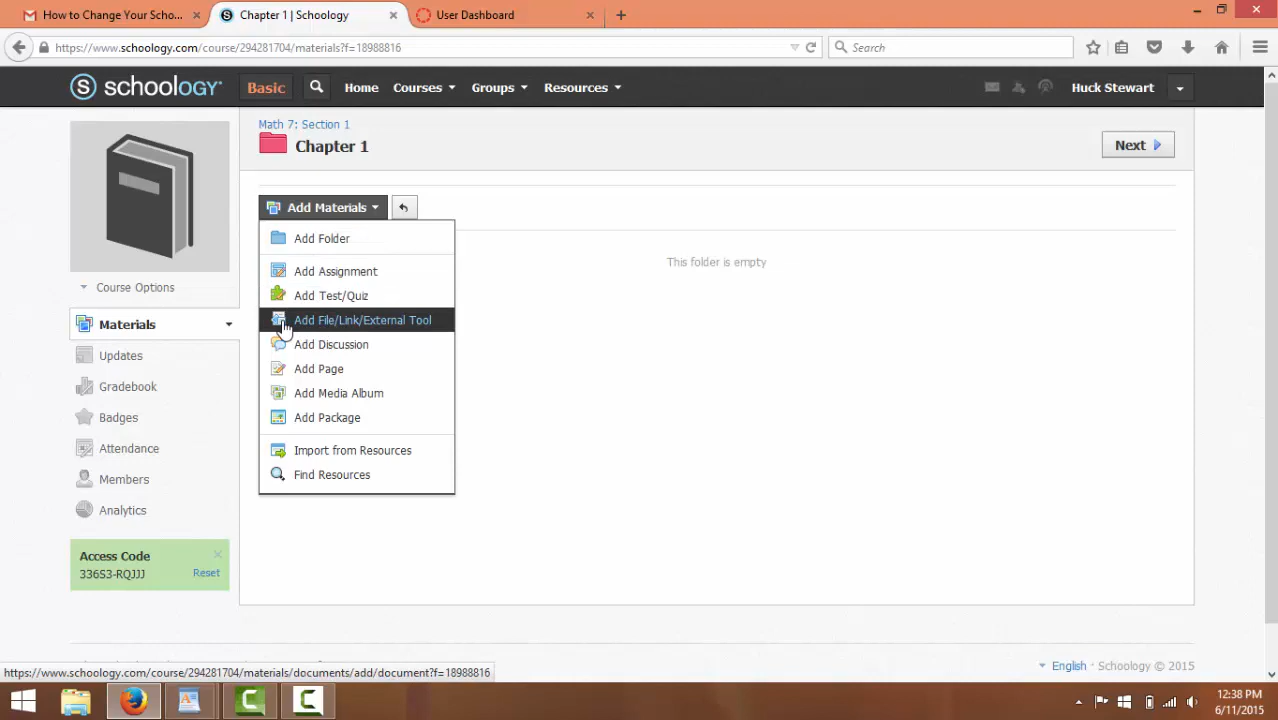 How to Change Your Scho...
Chapter 1 | Schoology
User Dashboard
https://www.schoology.com/course/294281704/materials?f=18988816
Search
S schoology
Basic
Home
Courses
Groups
Resources
Huck Stewart
Math 7: Section 1
Chapter 1
Next
Add Materials
Add Folder
This folder is empty
Add Assignment
Add Test/Quiz
Add File/Link/External Tool
Add Discussion
Add Page
Add Media Album
Add Package
Import from Resources
Find Resources
Course Options
Materials
Updates
Gradebook
Badges
Attendance
Members
Analytics
Access Code
336S3-RQJJJ
Reset
English · Schoology © 2015
https://www.schoology.com/course/294281704/materials/documents/add/document?f=18988816
12:38 PM
6/11/2015